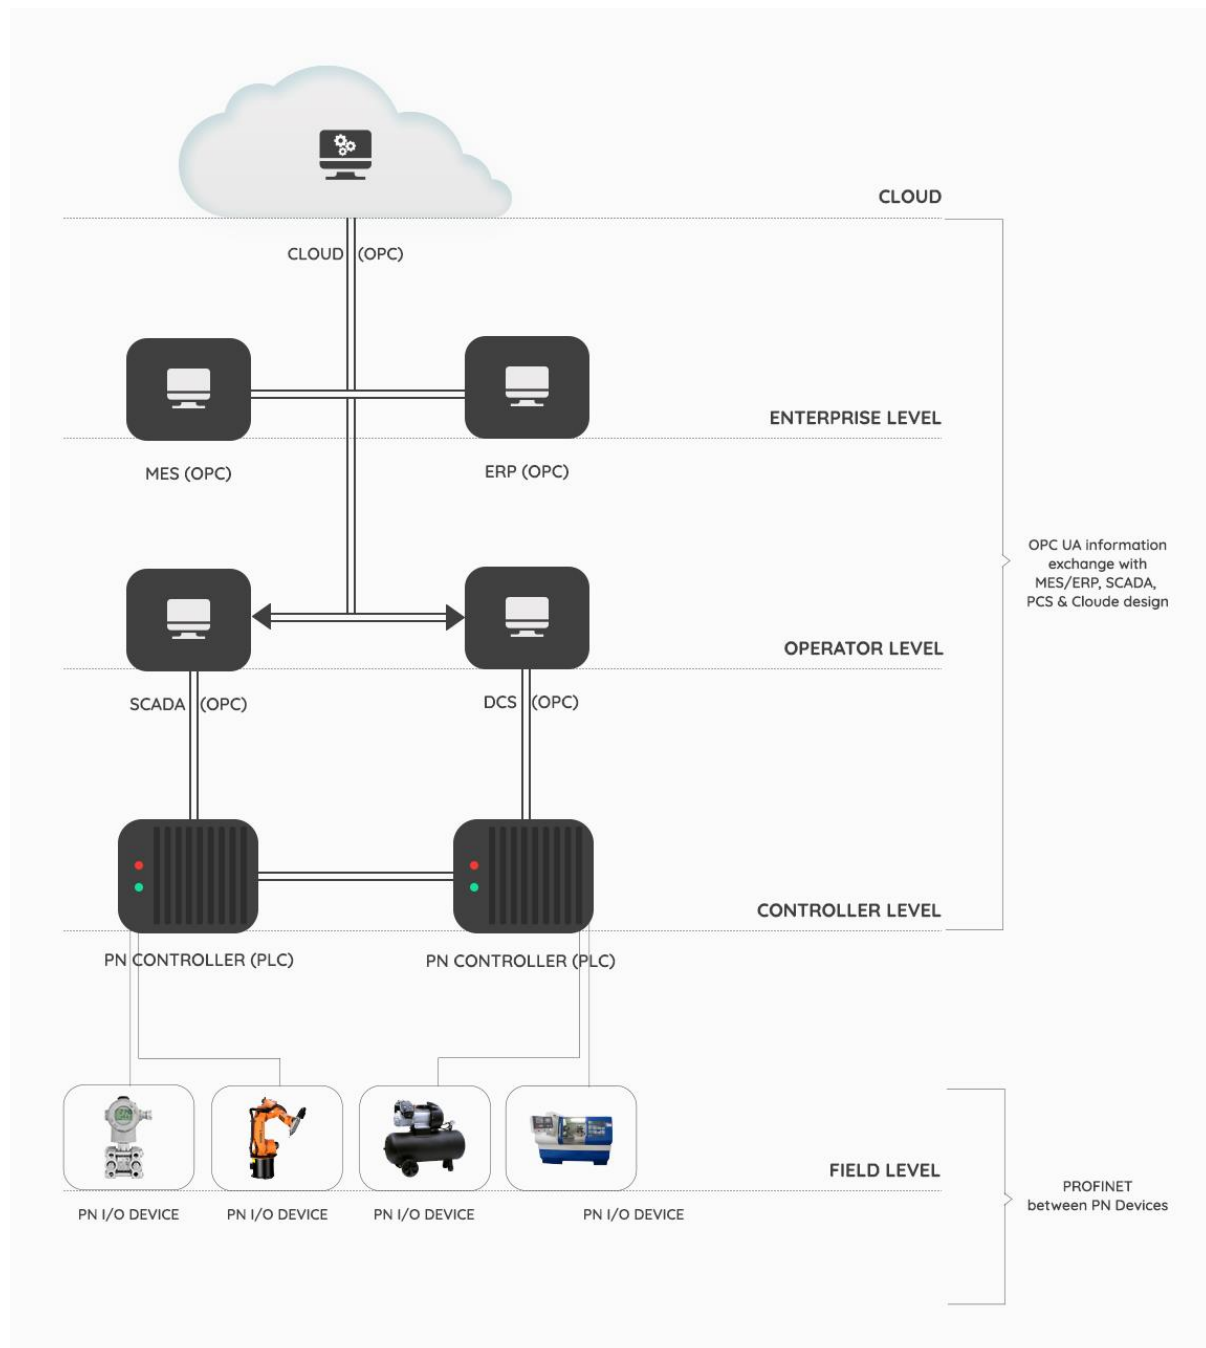 CLOUD
CLOUD (OPC)
ENTERPRISE LEVEL
MES (OPC)
ERP (OPC)
OPC UA information
exchange with
MES/ERP, SCADA,
PCS & Cloude design
OPERATOR LEVEL
SCADA (OPC)
DCS (OPC)
CONTROLLER LEVEL
PN CONTROLLER (PLC)
PN CONTROLLER (PLC)
FIELD LEVEL
PROFINET
between PN Devices
PN I/O DEVICE
PN I/O DEVICE
PN I/O DEVICE
PN I/O DEVICE